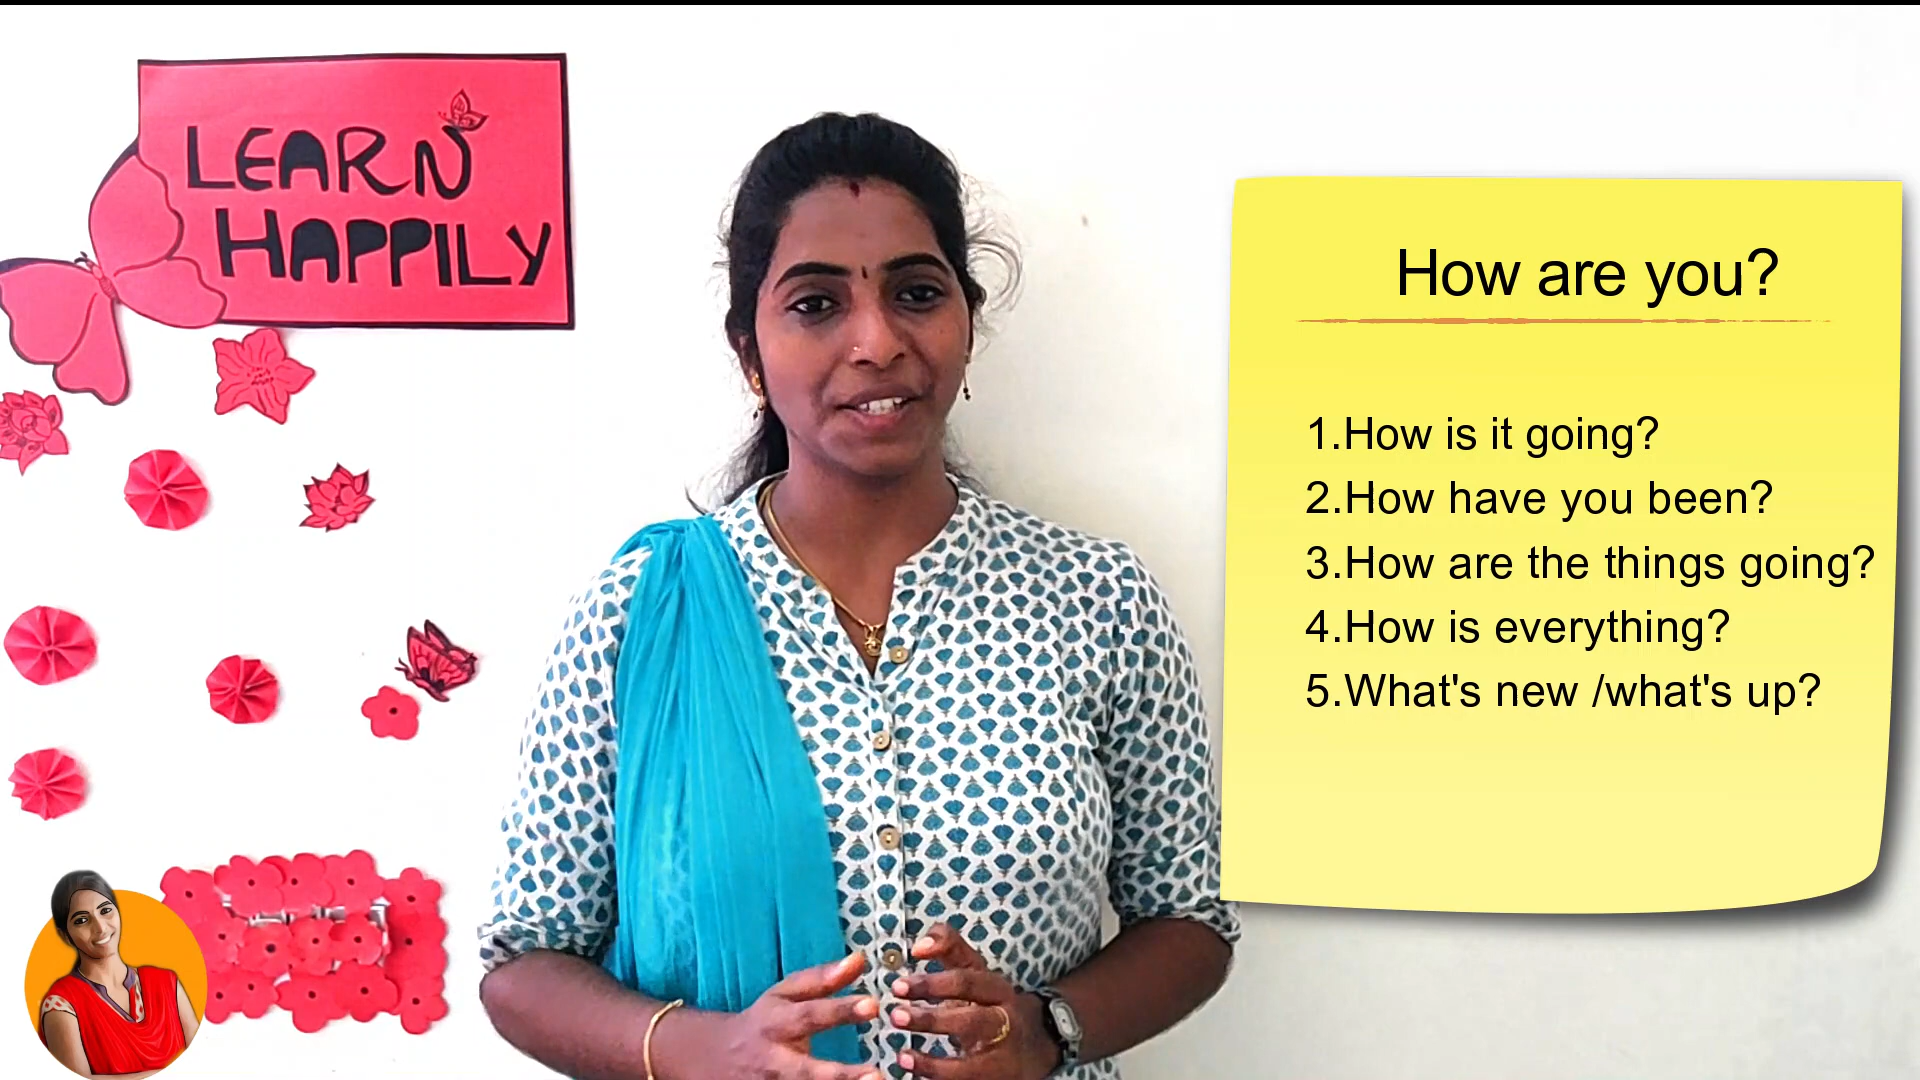 LEARN
HAPPILY
How are you?
1.How is it going?
2.How have you been?
3.How are the things going?
4.How is everything?
5.What's new /what's up?